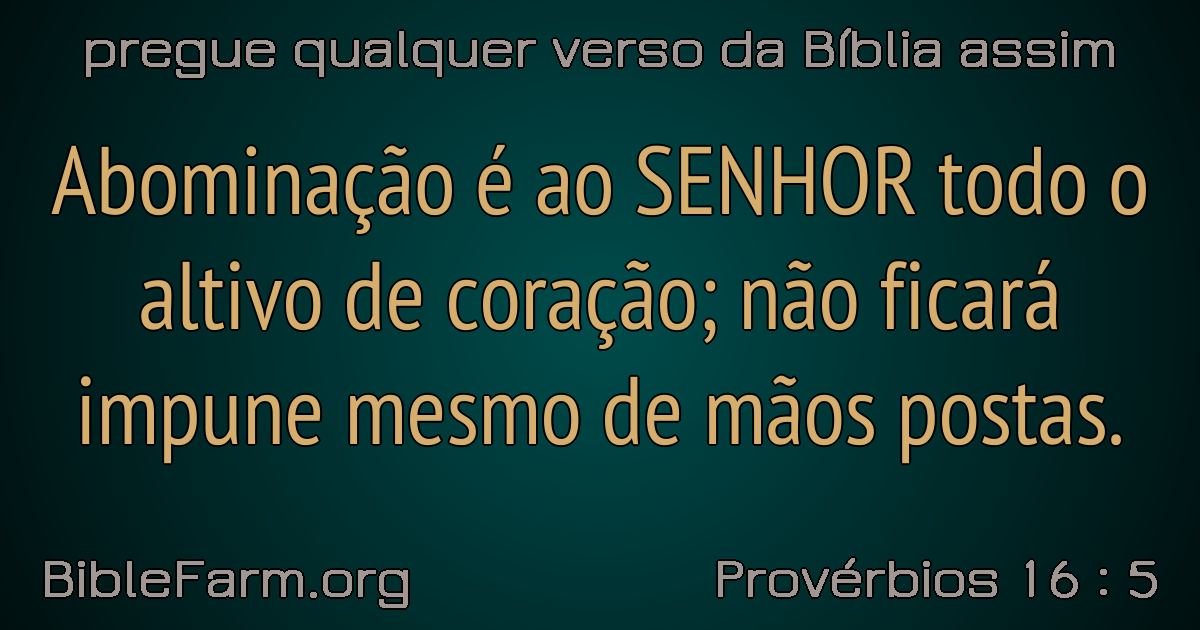 pregue qualquer verso da Bíblia assim
Abominação é ao SENHOR todo o
altivo de coração; não ficará
impune mesmo de mãos postas.
BibleFarm.org
Provérbios 16 : 5